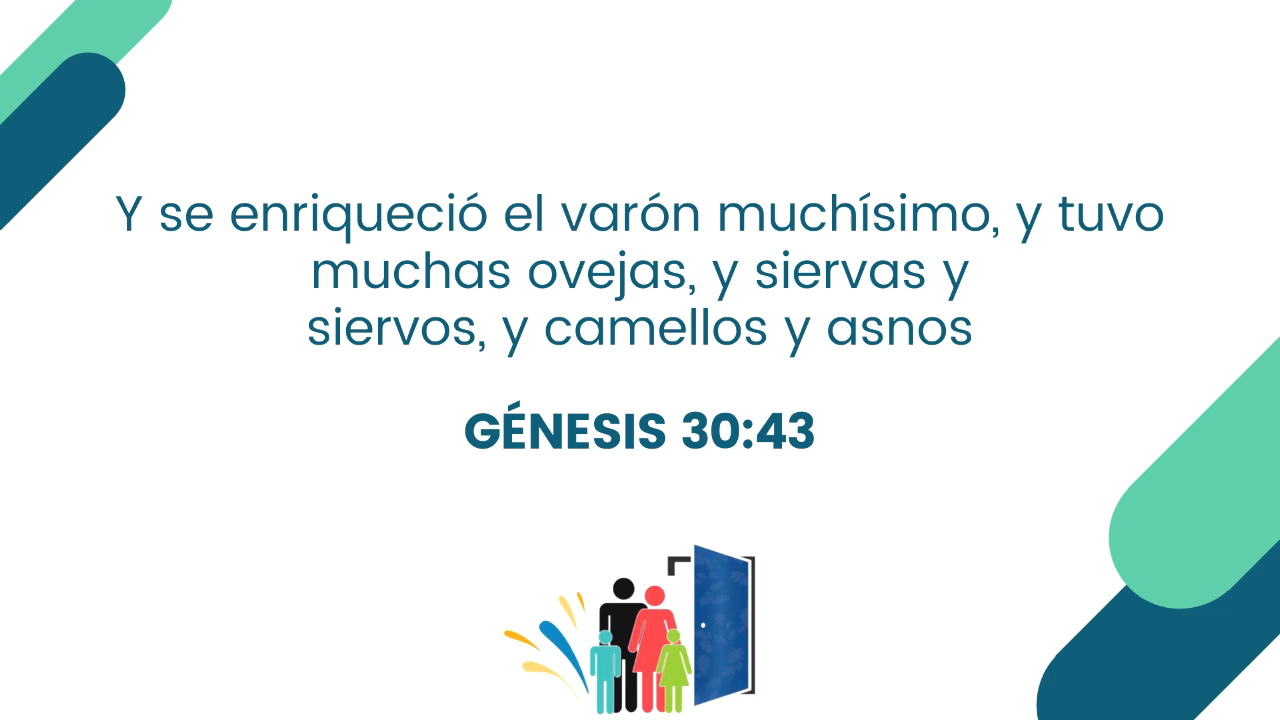 Y se enriqueció el varón muchísimo, y tuvo
muchas ovejas, y siervas y
siervos, y camellos y asnos
GÉNESIS 30:43